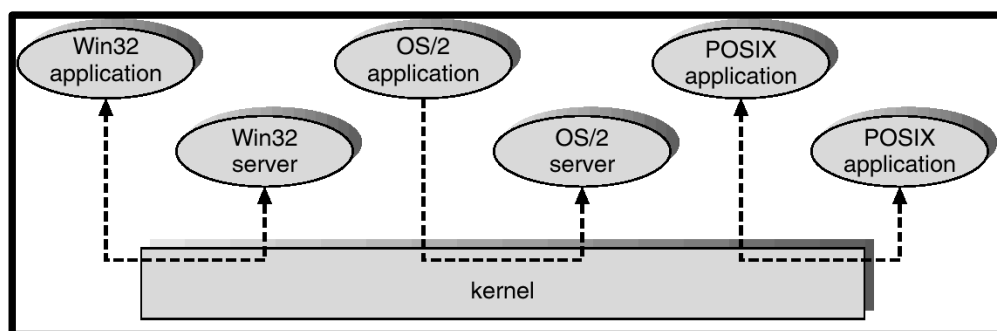 Win32
application
OS/2
application
POSIX
application
Win32
server
OS/2
server
POSIX
application
kernel